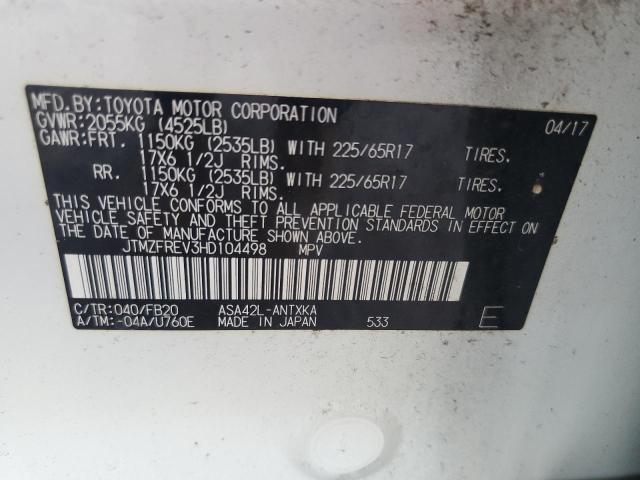 MFD.BY:TOYOTA MOTOR CORPORATION 04/17
GVWR:2055KG (4525LB)
GAWR:FRT. 1150KG (2535LB) WITH 225/65R17 TIRES.
17X6 1/2J RIMS.
RR. 1150KG (2535LB) WITH 225/65R17 TIRES.
17X6 1/2J RIMS.
THIS VEHICLE CONFORMS TO ALL APPLICABLE FEDERAL MOTOR
VEHICLE SAFETY AND THEFT PREVENTION STANDARDS IN EFFECT ON
THE DATE OF MANUFACTURE SHOWN ABOVE.
JTMZFREV3HD104498 MPV
C/TR:040/FB20 ASA42L-ANTXKA
A/TM:-04A/U760E MADE IN JAPAN 533 E